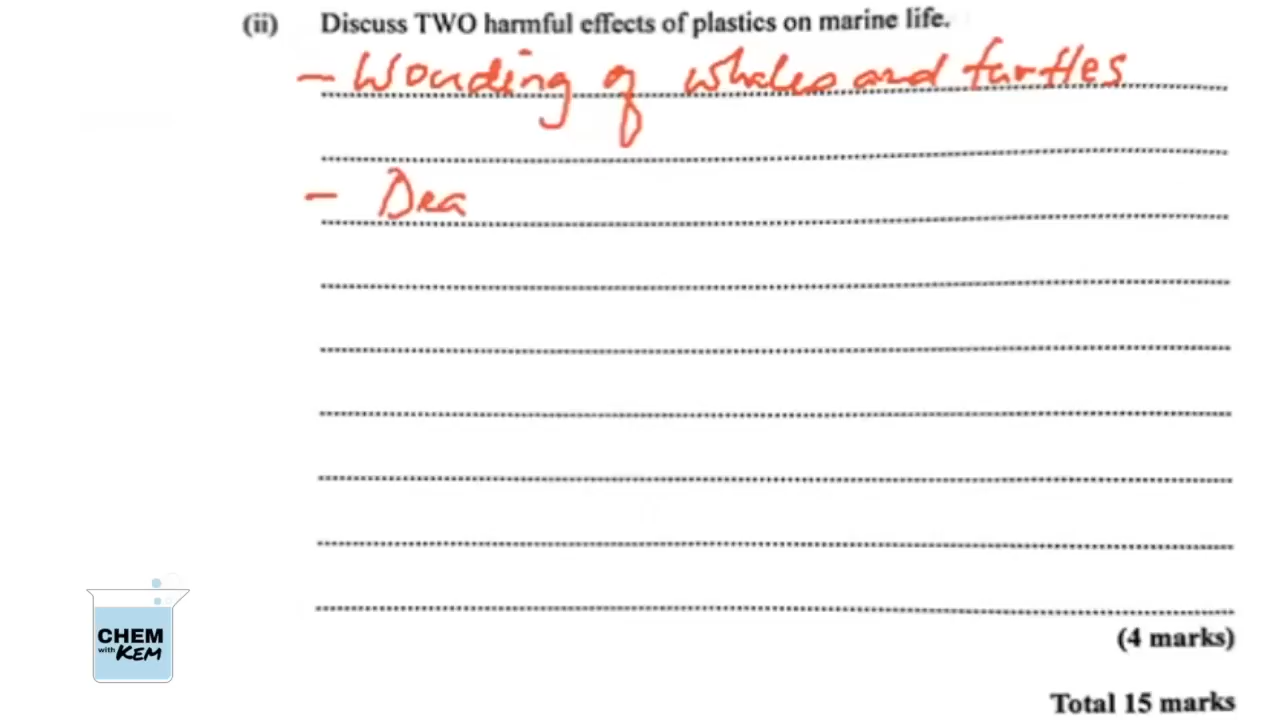 (ii) Discuss TWO harmful effects of plastics on marine life.
- Wounding of whales and turtles
- Dea
(4 marks)
Total 15 marks
CHEM
with KEM